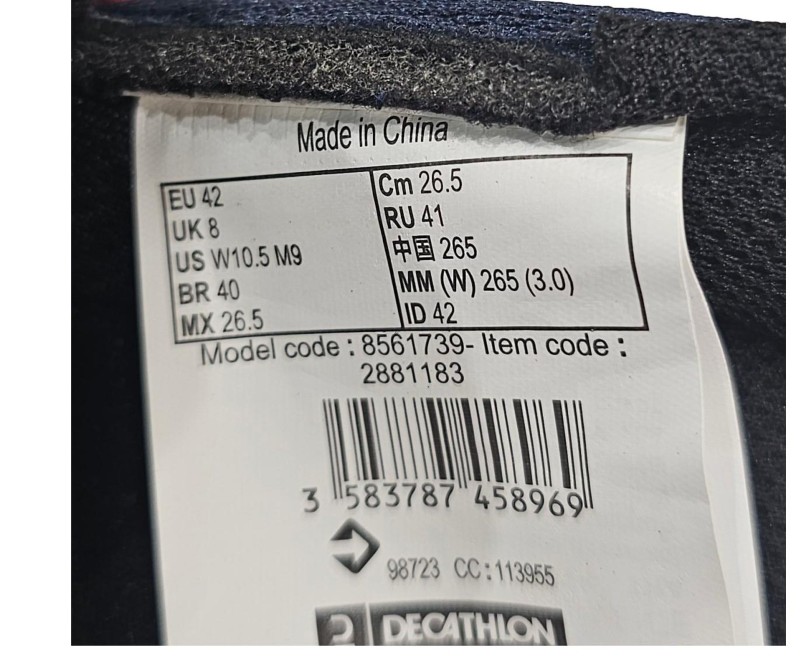 Made in China
EU 42
UK 8
US W10.5 M9
BR 40
MX 26.5
Cm 26.5
RU 41
中国 265
MM (W) 265 (3.0)
ID 42
Model code : 8561739- Item code :
2881183
3 583787 458969
98723 CC:113955
DECATHLON